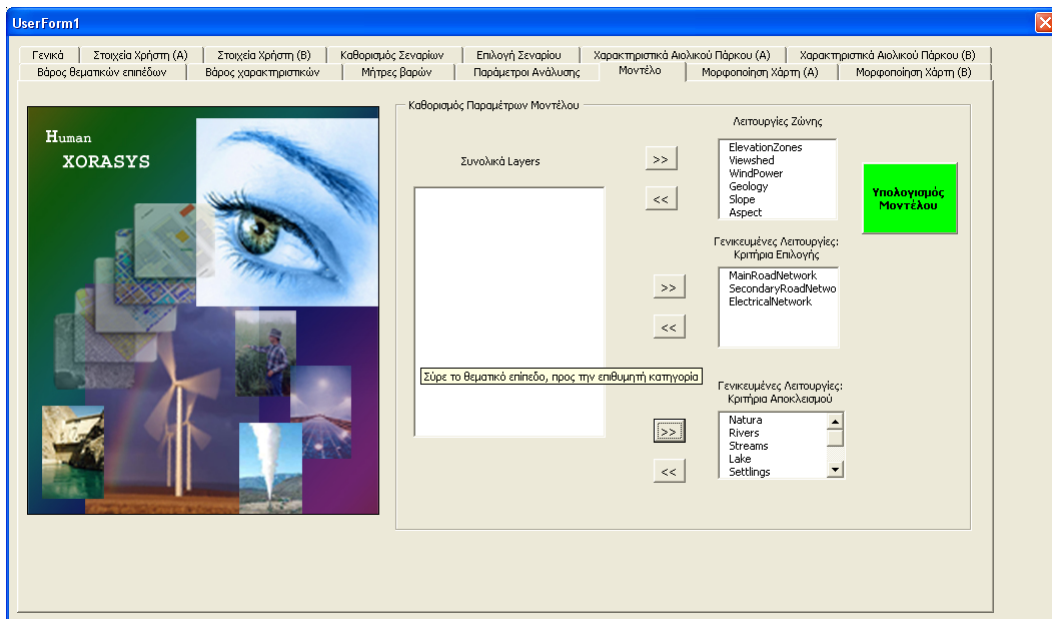 UserForm1
Γενικά
Στοιχεία Χρήστη (Α)
Στοιχεία Χρήστη (Β)
Καθορισμός Σεναρίων
Επιλογή Σεναρίου
Χαρακτηριστικά Αιολικού Πάρκου (Α)
Χαρακτηριστικά Αιολικού Πάρκου (Β)
Βάρος θεματικών επιπέδων
Βάρος χαρακτηριστικών
Μήτρες βαρών
Παράμετροι Ανάλυσης
Μοντέλο
Μορφοποίηση Χάρτη (Α)
Μορφοποίηση Χάρτη (Β)
Human
XORASYS
Καθορισμός Παραμέτρων Μοντέλου
Συνολικά Layers
Σύρε το θεματικό επίπεδο, προς την επιθυμητή κατηγορία
>>
<<
Λειτουργίες Ζώνης
ElevationZones
Viewshed
WindPower
Geology
Slope
Aspect
Υπολογισμός
Μοντέλου
>>
<<
Γενικευμένες Λειτουργίες:
Κριτήρια Επιλογής
MainRoadNetwork
SecondaryRoadNetwo
ElectricalNetwork
>>
<<
Γενικευμένες Λειτουργίες:
Κριτήρια Αποκλεισμού
Natura
Rivers
Streams
Lake
Settlings